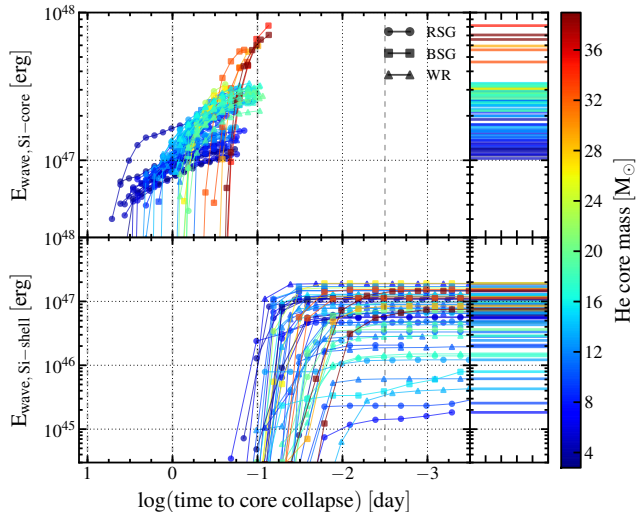 10^48
10^47
10^48
10^47
10^46
10^45
E_wave, Si−core [erg]
E_wave, Si−shell [erg]
RSG
BSG
WR
1 0 −1 −2 −3
log(time to core collapse) [day]
36
32
28
24
20
16
12
8
4
He core mass [M_⊙]